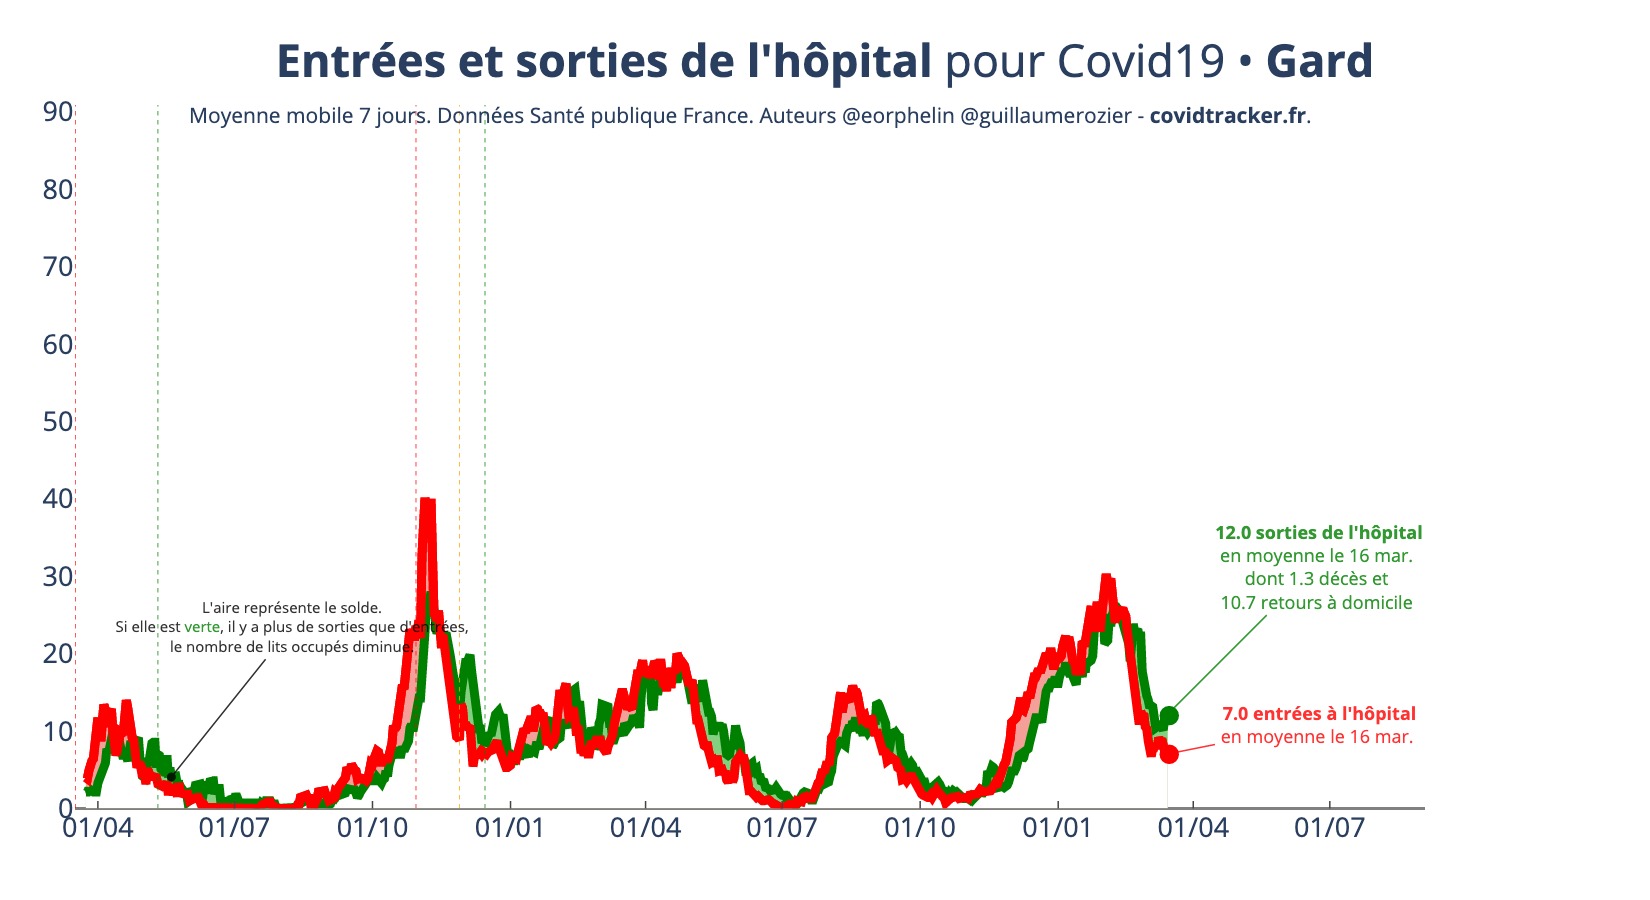 Entrées et sorties de l'hôpital pour Covid19 • Gard
Moyenne mobile 7 jours. Données Santé publique France. Auteurs @eorphelin @guillaumerozier - covidtracker.fr.
90
80
70
60
50
40
30
20
10
0
L'aire représente le solde.
Si elle est verte, il y a plus de sorties que d'entrées,
le nombre de lits occupés diminue.
12.0 sorties de l'hôpital
en moyenne le 16 mar.
dont 1.3 décès et
10.7 retours à domicile
7.0 entrées à l'hôpital
en moyenne le 16 mar.
01/04 01/07 01/10 01/01 01/04 01/07 01/10 01/01 01/04 01/07